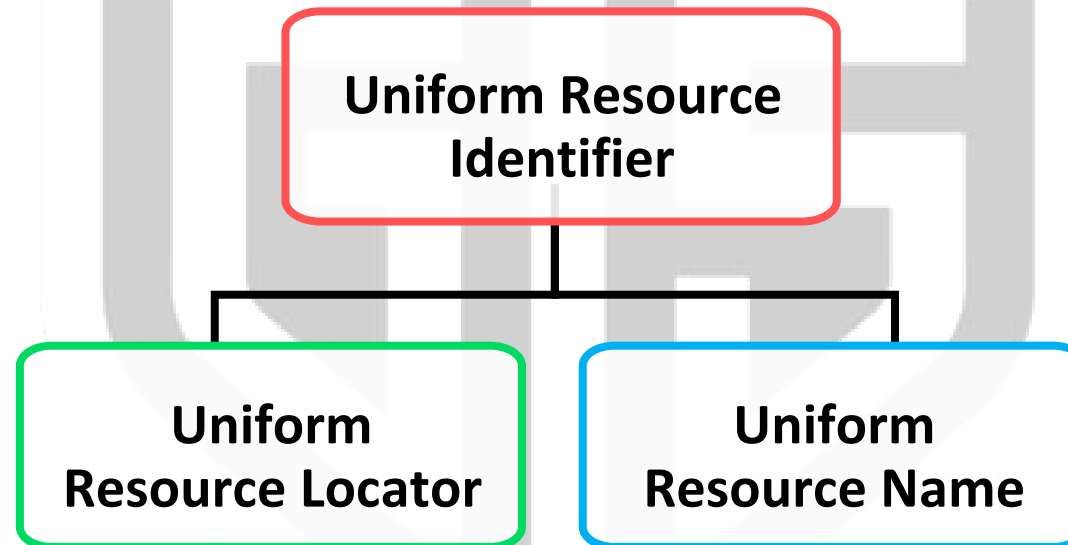 Uniform Resource
Identifier
Uniform
Resource Locator
Uniform
Resource Name